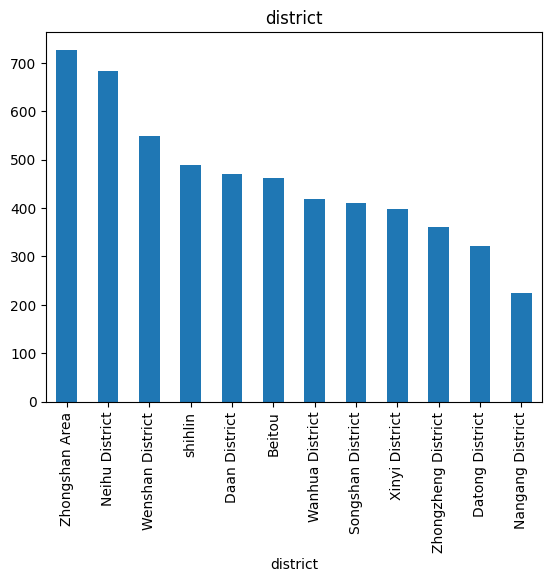 district
700
600
500
400
300
200
100
0
Zhongshan Area
Neihu District
Wenshan District
shihlin
Daan District
Beitou
Wanhua District
Songshan District
Xinyi District
Zhongzheng District
Datong District
Nangang District
district